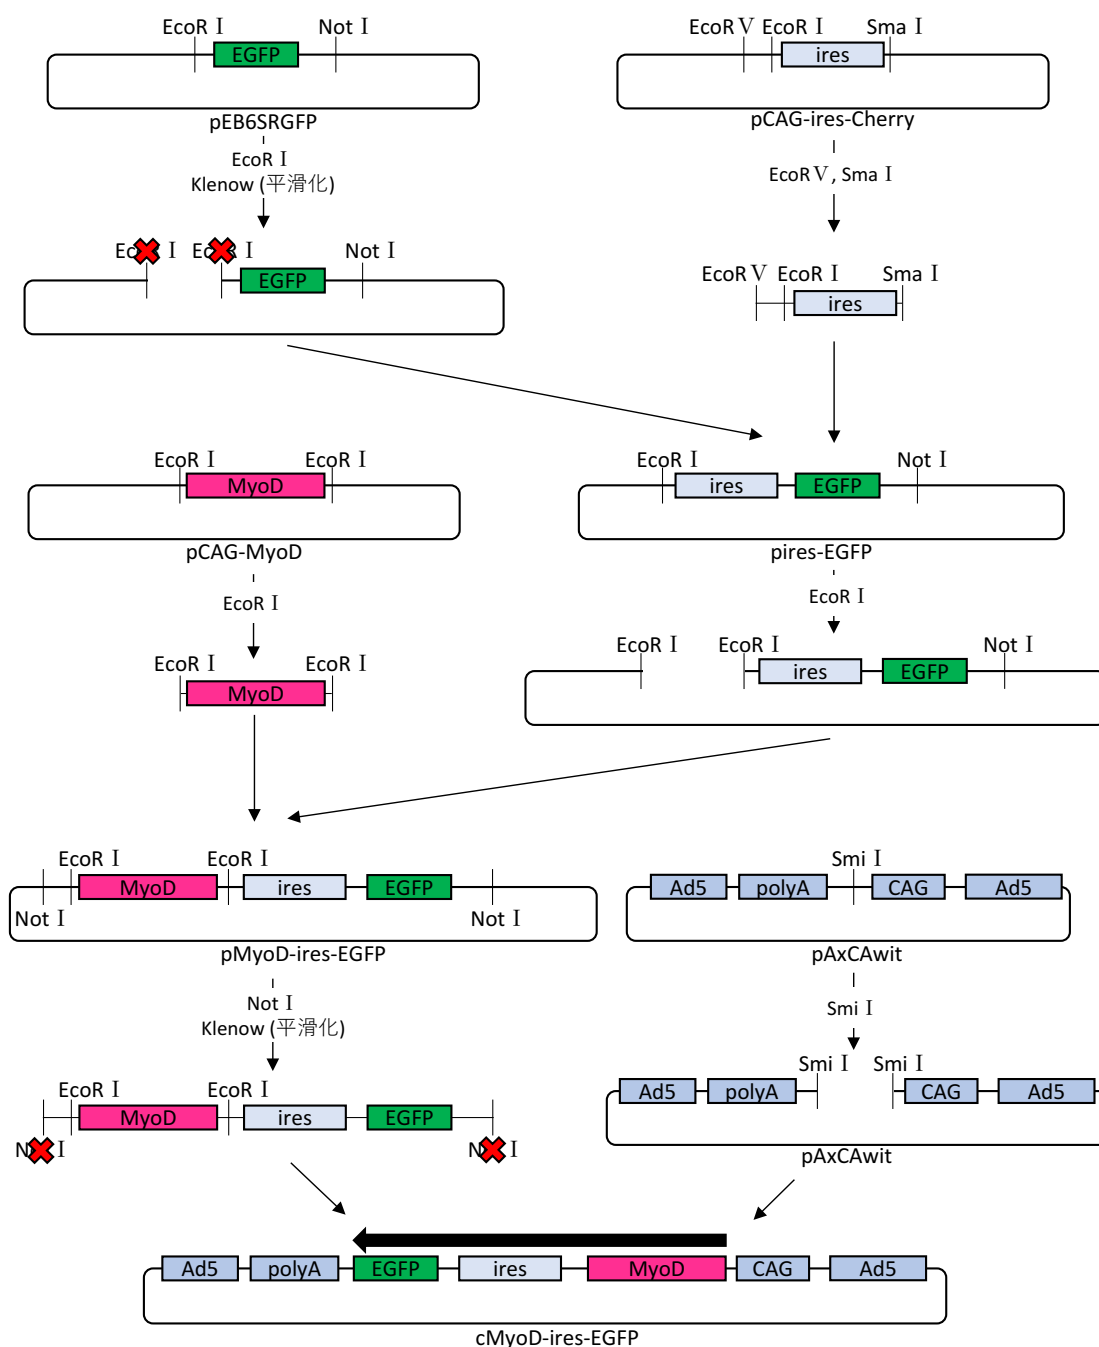 EcoR I
Not I
EGFP
pEB6SRGFP
EcoR I
Klenow (平滑化)
EcoR V
EcoR I
Sma I
ires
pCAG-ires-Cherry
EcoR V, Sma I
EcoR I
EcoR I
Not I
EGFP
EcoR V
EcoR I
Sma I
ires
EcoR I
EcoR I
MyoD
pCAG-MyoD
EcoR I
EcoR I
Not I
ires
EGFP
pires-EGFP
EcoR I
EcoR I
EcoR I
MyoD
EcoR I
EcoR I
Not I
ires
EGFP
EcoR I
EcoR I
MyoD
ires
EGFP
Not I
Not I
pMyoD-ires-EGFP
Not I
Klenow (平滑化)
Smi I
Ad5
polyA
CAG
Ad5
pAxCAwit
Smi I
EcoR I
EcoR I
MyoD
ires
EGFP
N I
N I
Smi I
Smi I
Ad5
polyA
CAG
Ad5
pAxCAwit
Ad5
polyA
EGFP
ires
MyoD
CAG
Ad5
cMyoD-ires-EGFP